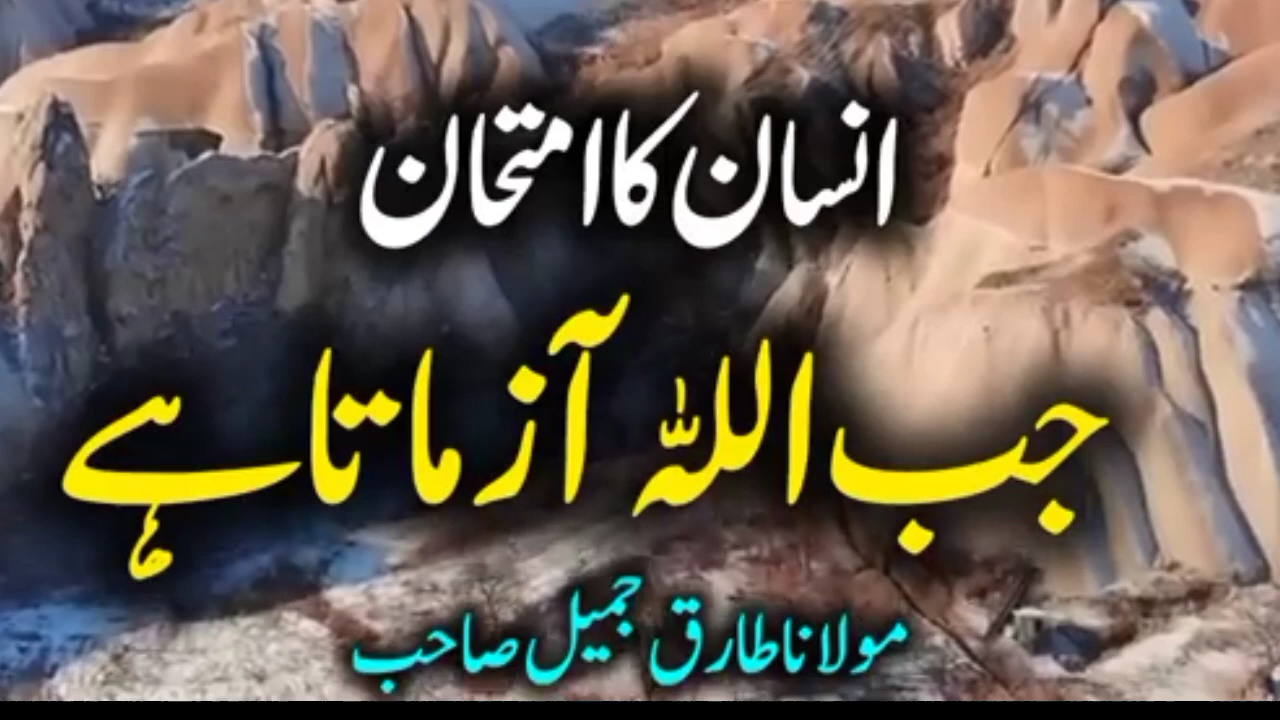 انسان کا امتحان
جب اللہ آزماتا ہے
مولانا طارق جمیل صاحب